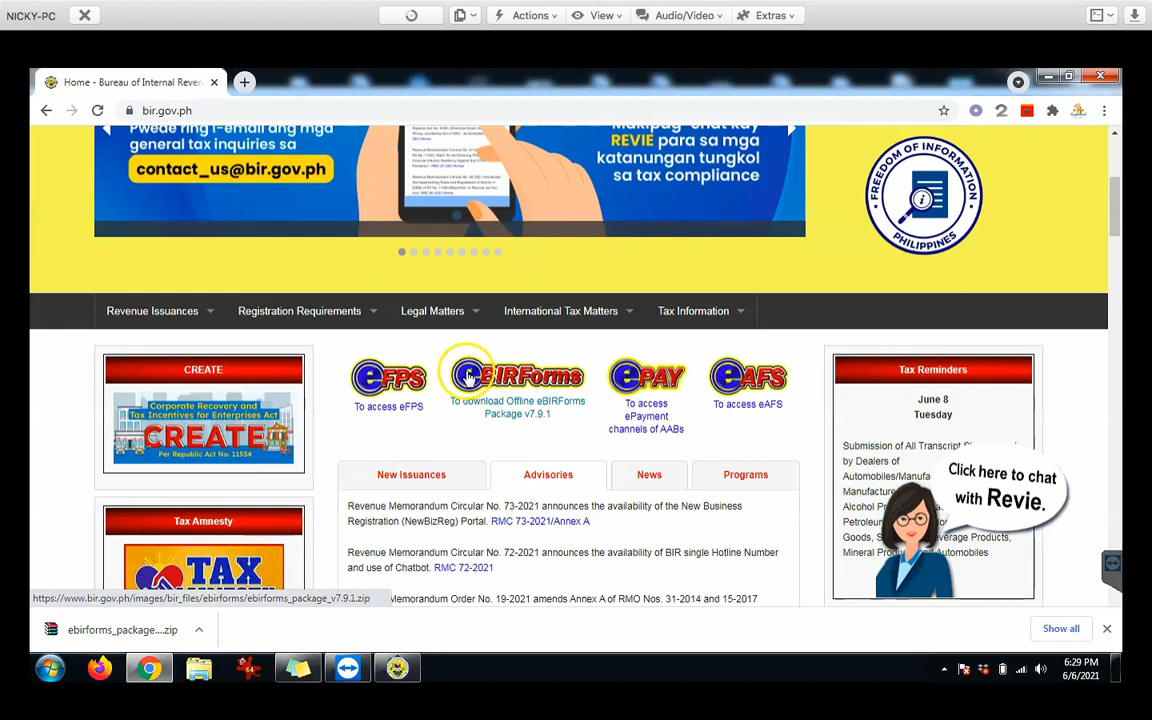 NICKY-PC
Actions
View
Audio/Video
Extras
Home - Bureau of Internal Reven
bir.gov.ph
Pwede ring i-email ang mga
general tax inquiries sa
contact_us@bir.gov.ph
Makipag-chat kay
REVIE para sa mga
katanungan tungkol
sa tax compliance
FREEDOM OF INFORMATION
PHILIPPINES
Revenue Issuances
Registration Requirements
Legal Matters
International Tax Matters
Tax Information
CREATE
Corporate Recovery and
Tax Incentives for Enterprises Act
CREATE
Per Republic Act No. 11534
Tax Amnesty
TAX
eFPS
To access eFPS
eBIRForms
To download Offline eBIRForms
Package v7.9.1
ePAY
To access
ePayment
channels of AABs
eAFS
To access eAFS
New Issuances
Advisories
News
Programs
Revenue Memorandum Circular No. 73-2021 announces the availability of the New Business
Registration (NewBizReg) Portal. RMC 73-2021/Annex A
Revenue Memorandum Circular No. 72-2021 announces the availability of BIR single Hotline Number
and use of Chatbot. RMC 72-2021
Memorandum Order No. 19-2021 amends Annex A of RMO Nos. 31-2014 and 15-2017
Tax Reminders
June 8
Tuesday
Submission of All Transcript
by Dealers of
Automobiles/Manufa
Manufacture
Alcohol Pr
Petroleu
Goods, S verage Products,
Mineral Produ utomobiles
Click here to chat
with Revie.
https://www.bir.gov.ph/images/bir_files/ebirforms/ebirforms_package_v7.9.1.zip
ebirforms_package....zip
Show all
6:29 PM
6/6/2021